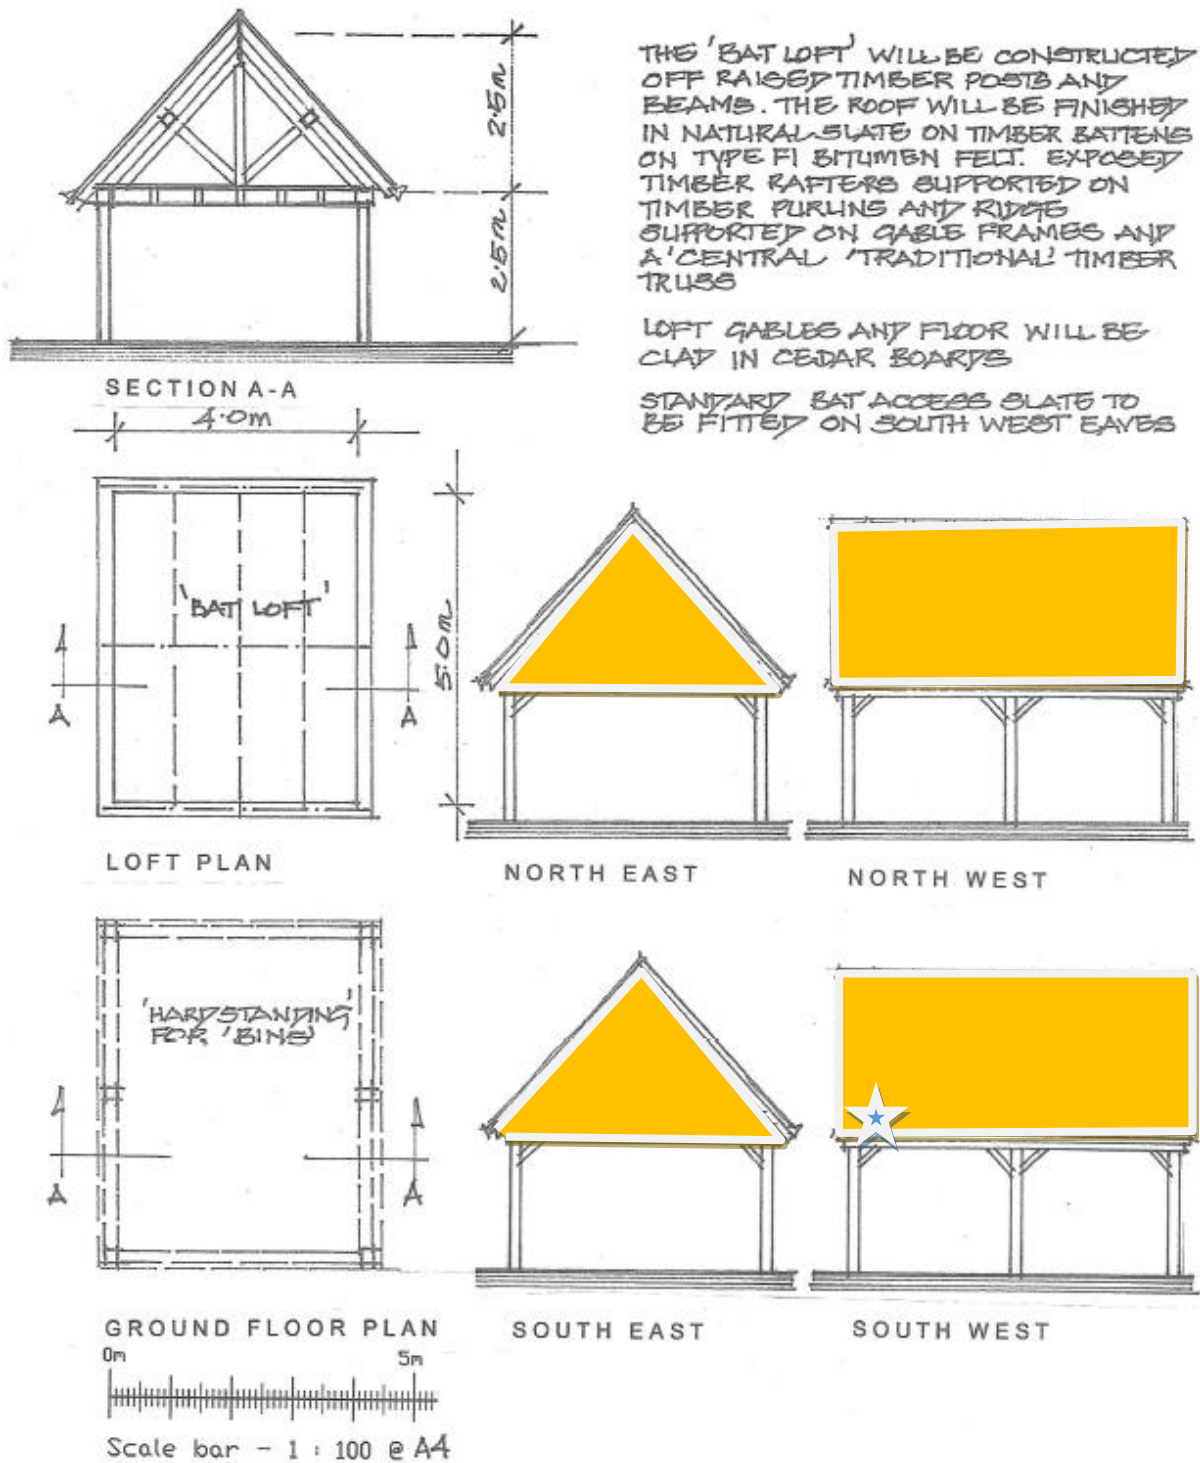 THE 'BAT LOFT' WILL BE CONSTRUCTED
OFF RAISED TIMBER POSTS AND
BEAMS. THE ROOF WILL BE FINISHED
IN NATURAL SLATE ON TIMBER BATTENS
ON TYPE F1 BITUMEN FELT. EXPOSED
TIMBER RAFTERS SUPPORTED ON
TIMBER PURLINS AND RIDGE
SUPPORTED ON GABLE FRAMES AND
A 'CENTRAL 'TRADITIONAL' TIMBER
TRUSS
LOFT GABLES AND FLOOR WILL BE
CLAD IN CEDAR BOARDS
STANDARD BAT ACCESS SLATE TO
BE FITTED ON SOUTH WEST EAVES
2.5m
2.5m
SECTION A-A
4.0m
'BAT LOFT'
5.0m
A
A
LOFT PLAN
NORTH EAST
NORTH WEST
'HARDSTANDING'
FOR 'BINS'
A
A
GROUND FLOOR PLAN
SOUTH EAST
SOUTH WEST
0m 5m
Scale bar - 1 : 100 @ A4